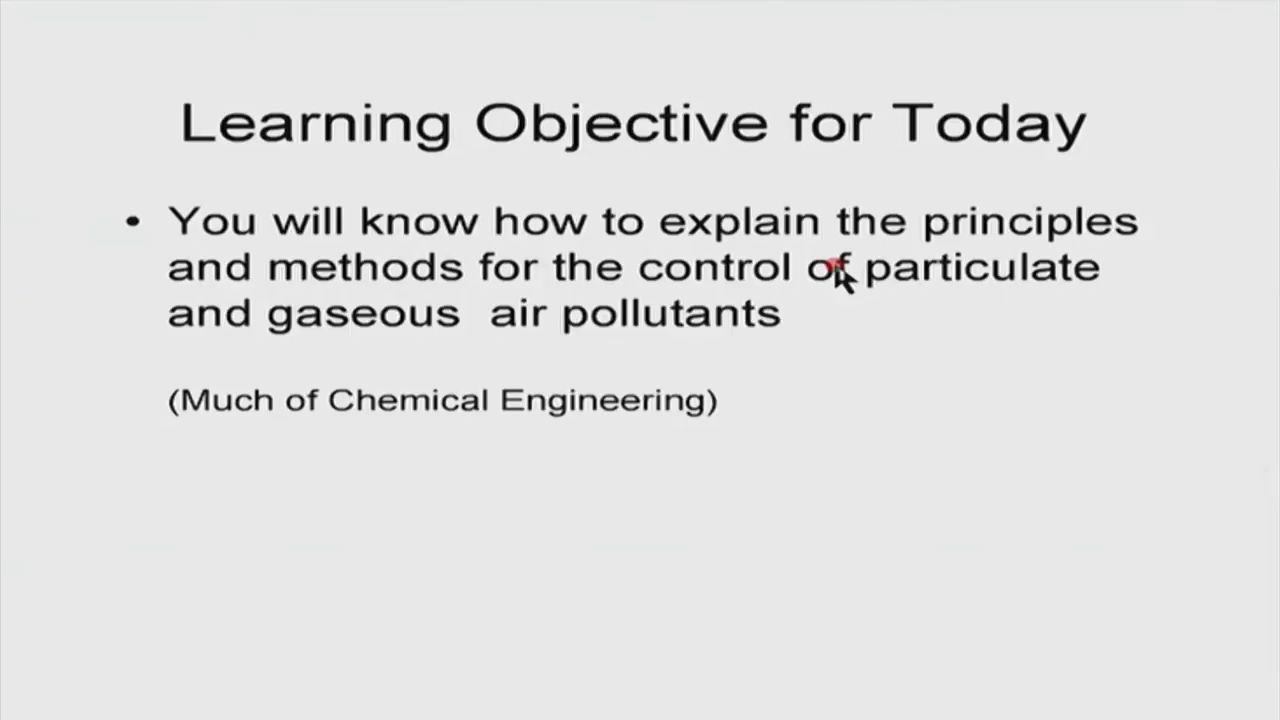 Learning Objective for Today
• You will know how to explain the principles
and methods for the control of particulate
and gaseous air pollutants
(Much of Chemical Engineering)